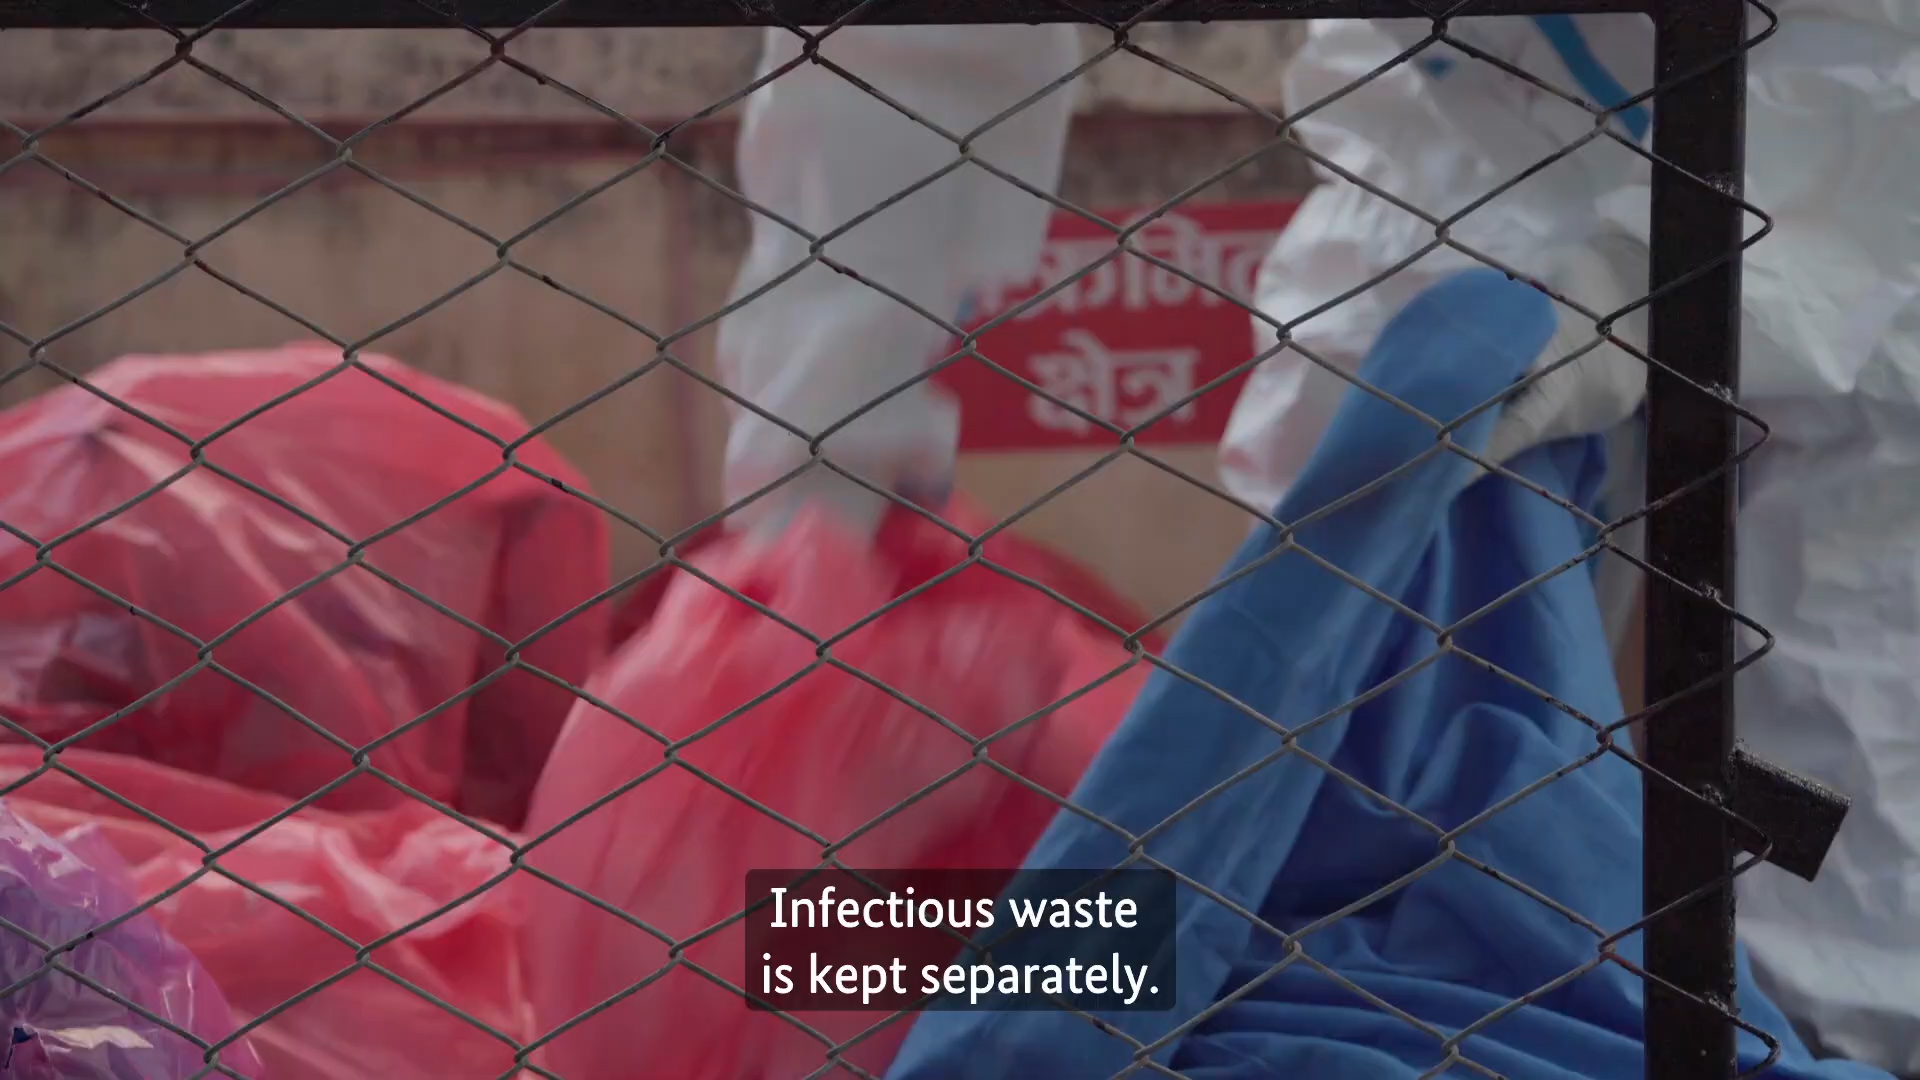 क्षेत्र
Infectious waste
is kept separately.